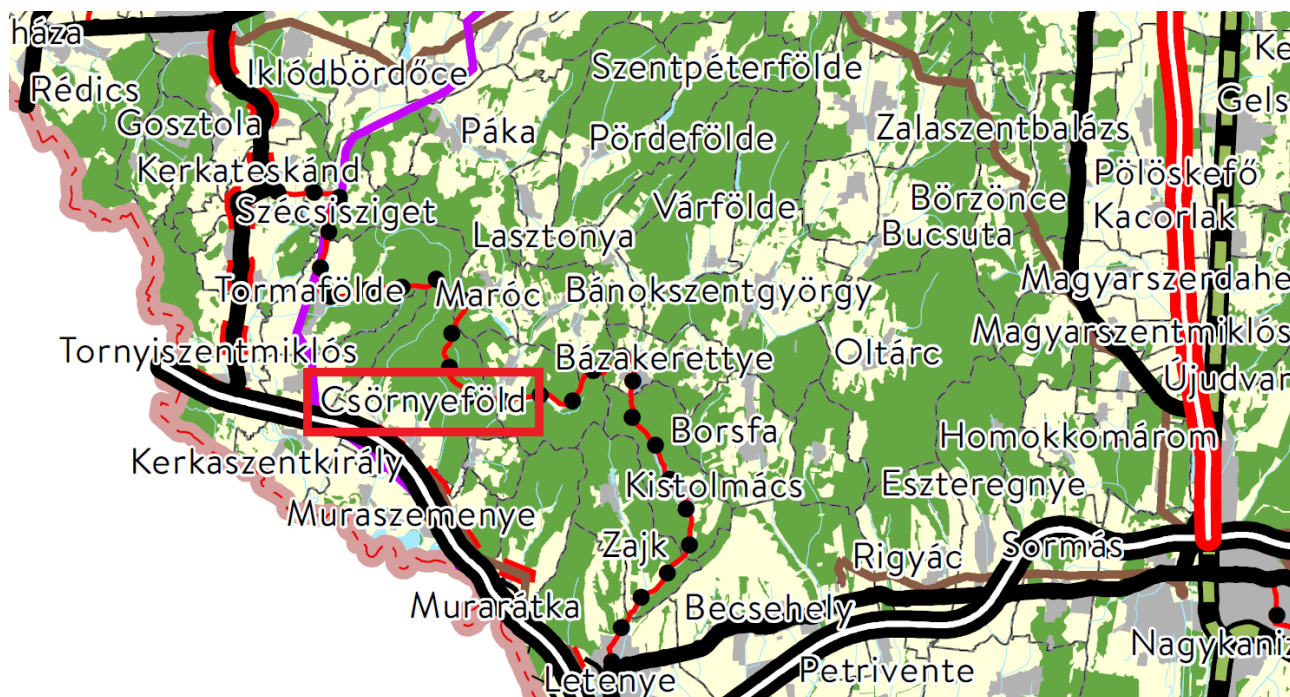 háza
Ke
Iklódbördőce
Szentpéterfölde
Rédics
Gels
Gosztola
Páka
Pördefölde
Zalaszentbalázs
Kerkateskánd
Pölöskefő
Szécsisziget
Várfölde
Börzönce
Kacorlak
Lasztonya
Bucsuta
Tormafölde
Maróc
Bánokszentgyörgy
Magyarszerdahe
Tornyiszentmiklós
Bázakerettye
Oltárc
Magyarszentmiklós
Újudvar
Csörnyeföld
Borsfa
Homokkomárom
Kerkaszentkirály
Kistolmács
Eszteregnye
Muraszemenye
Zajk
Rigyác
Sormás
Murarátka
Becsehely
Nagykaniz
Letenye
Petrivente